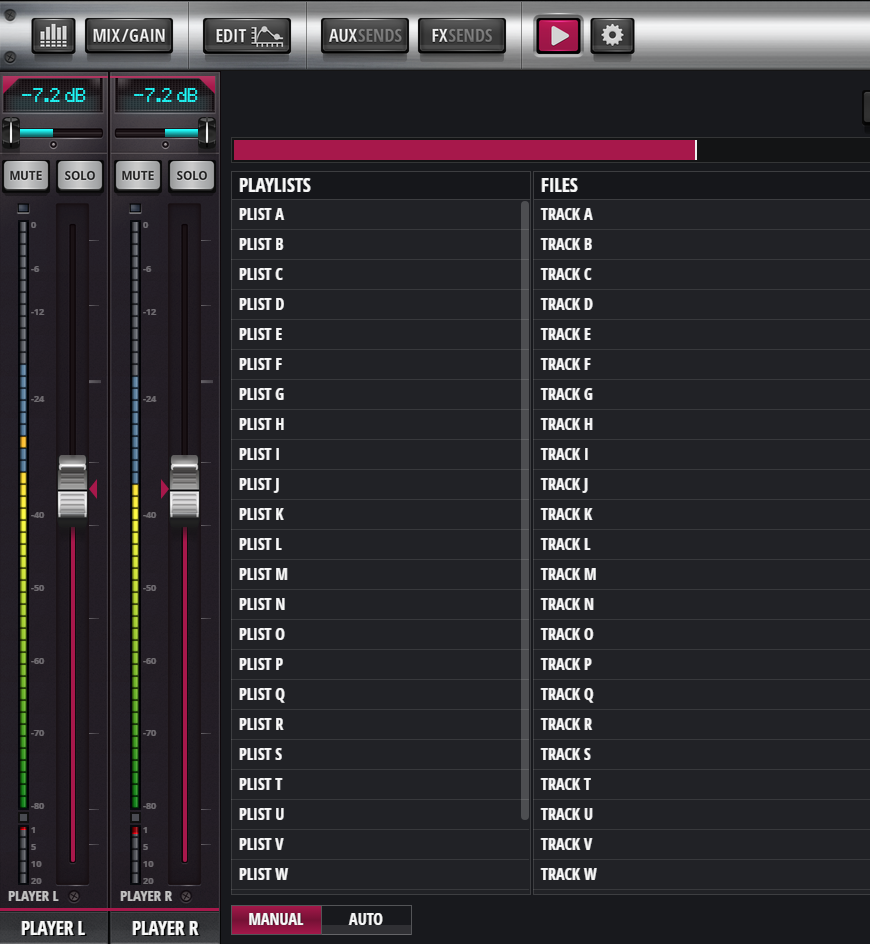 MIX/GAIN
EDIT
AUXSENDS
FXSENDS
-7.2 dB
-7.2 dB
MUTE
SOLO
MUTE
SOLO
0
-6
-12
-24
-40
-50
-60
-70
-80
1
5
10
20
PLAYER L
PLAYER L
0
-6
-12
-24
-40
-50
-60
-70
-80
1
5
10
20
PLAYER R
PLAYER R
PLAYLISTS
PLIST A
PLIST B
PLIST C
PLIST D
PLIST E
PLIST F
PLIST G
PLIST H
PLIST I
PLIST J
PLIST K
PLIST L
PLIST M
PLIST N
PLIST O
PLIST P
PLIST Q
PLIST R
PLIST S
PLIST T
PLIST U
PLIST V
PLIST W
FILES
TRACK A
TRACK B
TRACK C
TRACK D
TRACK E
TRACK F
TRACK G
TRACK H
TRACK I
TRACK J
TRACK K
TRACK L
TRACK M
TRACK N
TRACK O
TRACK P
TRACK Q
TRACK R
TRACK S
TRACK T
TRACK U
TRACK V
TRACK W
MANUAL
AUTO